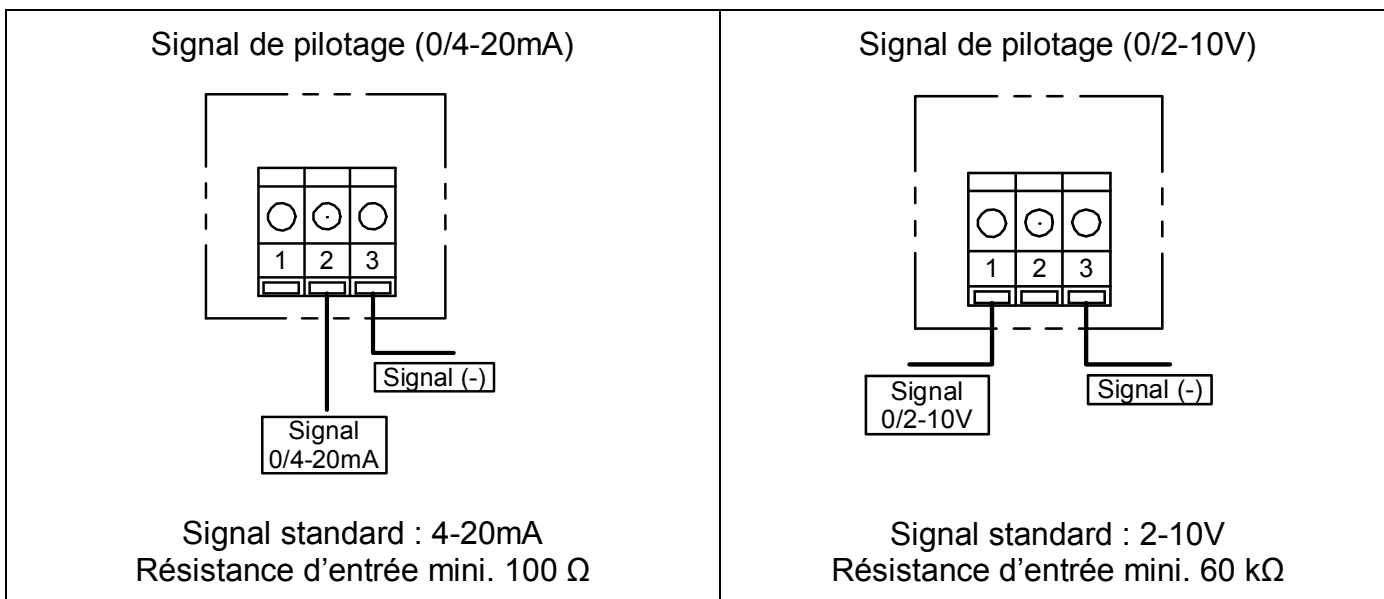 Signal de pilotage (0/4-20mA)
1 2 3
Signal (-)
Signal
0/4-20mA
Signal standard : 4-20mA
Résistance d’entrée mini. 100 Ω
Signal de pilotage (0/2-10V)
1 2 3
Signal
0/2-10V
Signal (-)
Signal standard : 2-10V
Résistance d’entrée mini. 60 kΩ